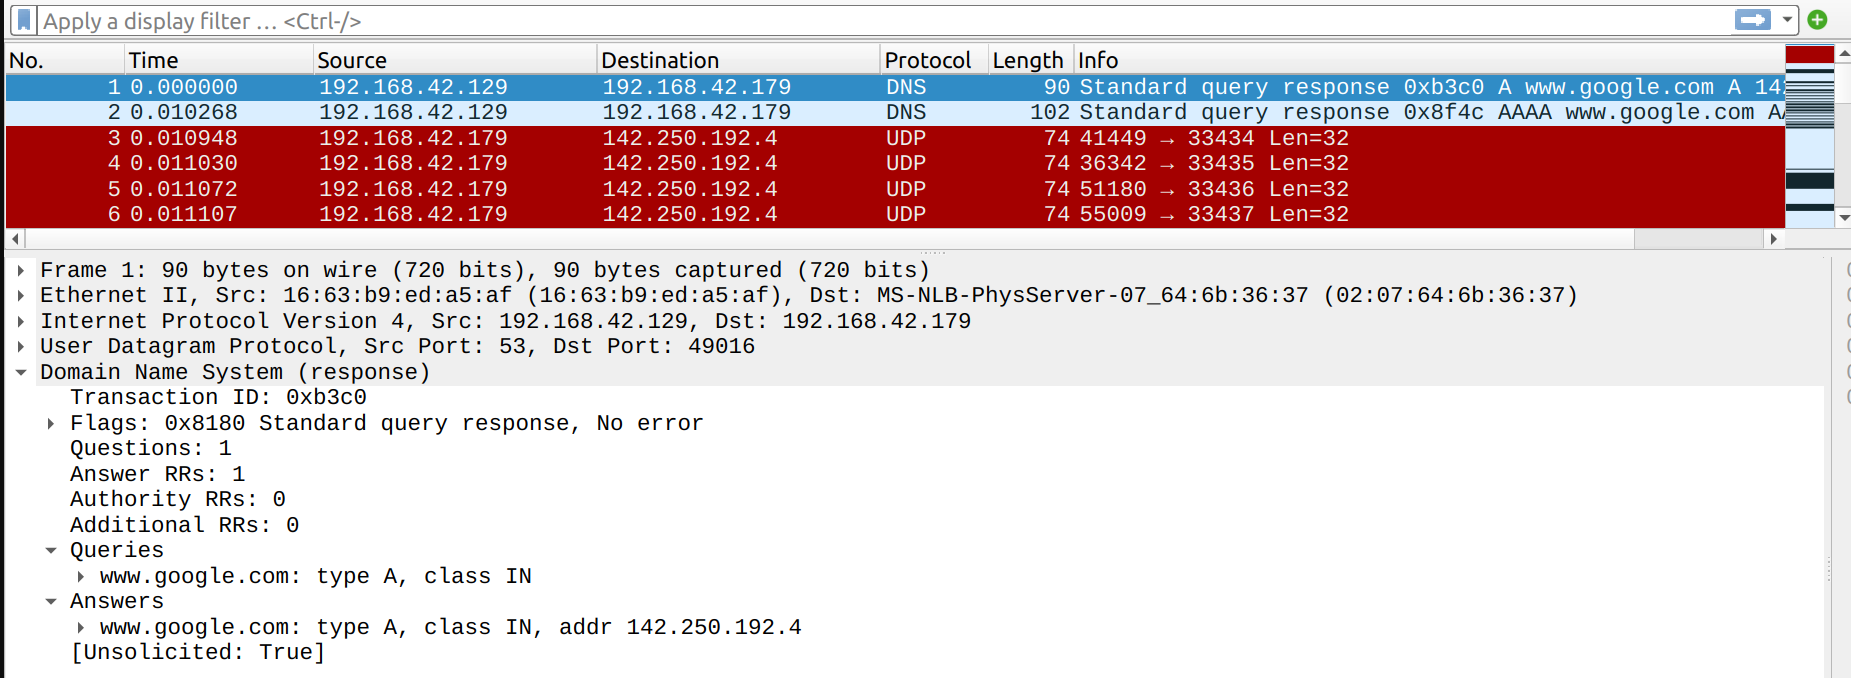 Apply a display filter … <Ctrl-/>
No. Time Source Destination Protocol Length Info
1 0.000000 192.168.42.129 192.168.42.179 DNS 90 Standard query response 0xb3c0 A www.google.com A 142
2 0.010268 192.168.42.129 192.168.42.179 DNS 102 Standard query response 0x8f4c AAAA www.google.com AA
3 0.010948 192.168.42.179 142.250.192.4 UDP 74 41449 → 33434 Len=32
4 0.011030 192.168.42.179 142.250.192.4 UDP 74 36342 → 33435 Len=32
5 0.011072 192.168.42.179 142.250.192.4 UDP 74 51180 → 33436 Len=32
6 0.011107 192.168.42.179 142.250.192.4 UDP 74 55009 → 33437 Len=32
Frame 1: 90 bytes on wire (720 bits), 90 bytes captured (720 bits)
Ethernet II, Src: 16:63:b9:ed:a5:af (16:63:b9:ed:a5:af), Dst: MS-NLB-PhysServer-07_64:6b:36:37 (02:07:64:6b:36:37)
Internet Protocol Version 4, Src: 192.168.42.129, Dst: 192.168.42.179
User Datagram Protocol, Src Port: 53, Dst Port: 49016
Domain Name System (response)
Transaction ID: 0xb3c0
Flags: 0x8180 Standard query response, No error
Questions: 1
Answer RRs: 1
Authority RRs: 0
Additional RRs: 0
Queries
www.google.com: type A, class IN
Answers
www.google.com: type A, class IN, addr 142.250.192.4
[Unsolicited: True]